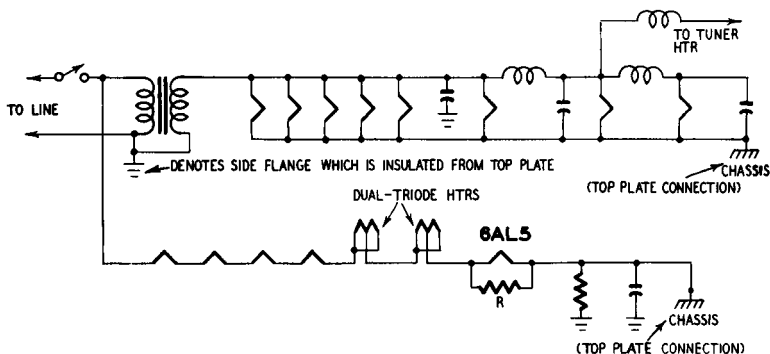 TO TUNER
HTR
TO LINE
DENOTES SIDE FLANGE WHICH IS INSULATED FROM TOP PLATE
CHASSIS
(TOP PLATE CONNECTION)
DUAL-TRIODE HTRS
6AL5
R
CHASSIS
(TOP PLATE CONNECTION)